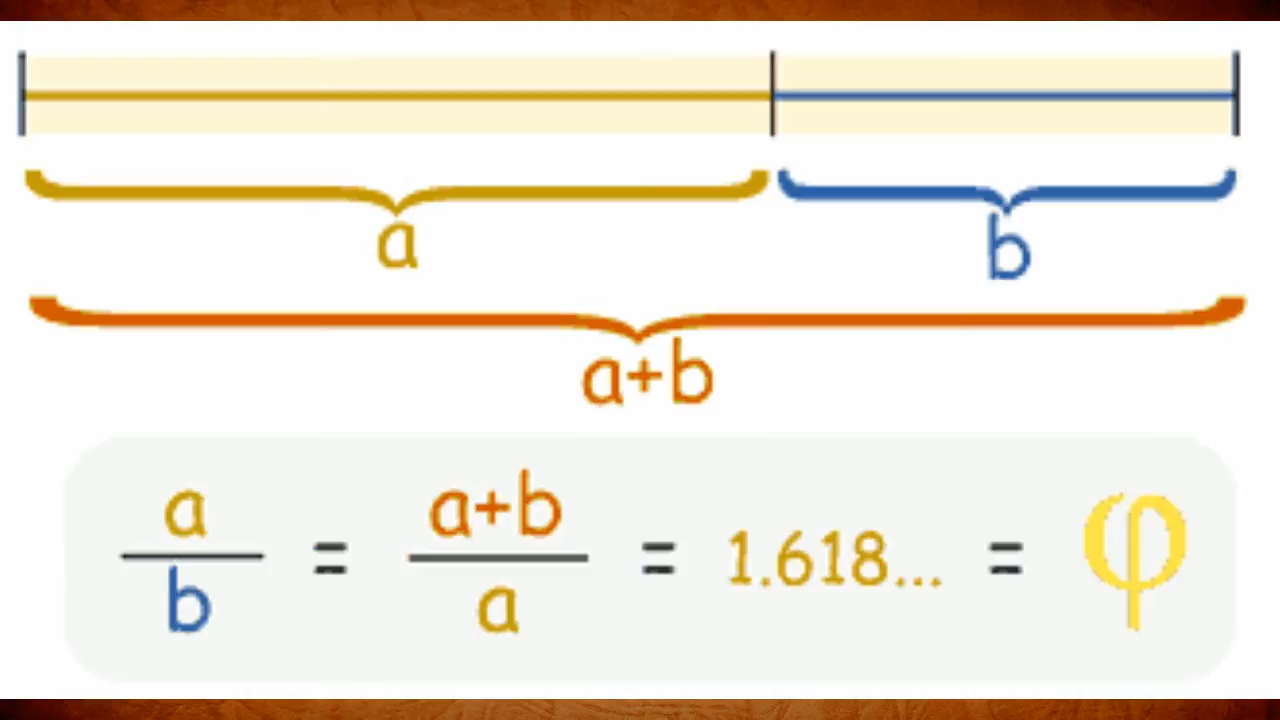 a
b
a+b
a/b = a+b/a = 1.618... = φ